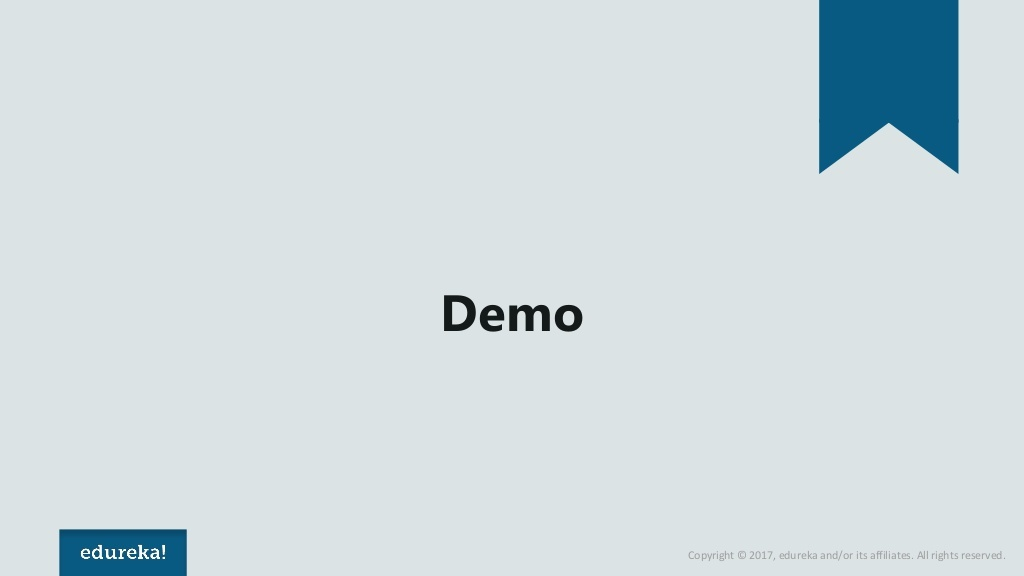 Demo
edureka!
Copyright © 2017, edureka and/or its affiliates. All rights reserved.